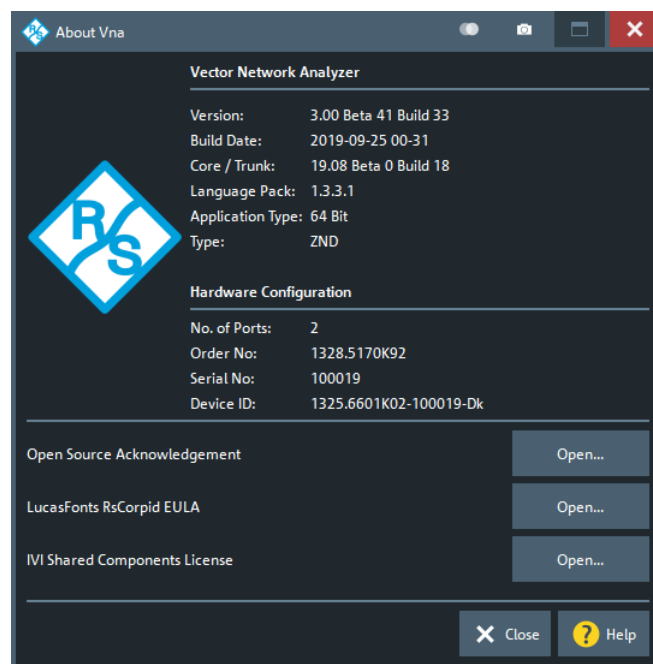 About Vna
Vector Network Analyzer
Version: 3.00 Beta 41 Build 33
Build Date: 2019-09-25 00-31
Core / Trunk: 19.08 Beta 0 Build 18
Language Pack: 1.3.3.1
Application Type: 64 Bit
Type: ZND
R
S
Hardware Configuration
No. of Ports: 2
Order No: 1328.5170K92
Serial No: 100019
Device ID: 1325.6601K02-100019-Dk
Open Source Acknowledgement Open...
LucasFonts RsCorpid EULA Open...
IVI Shared Components License Open...
Close ? Help